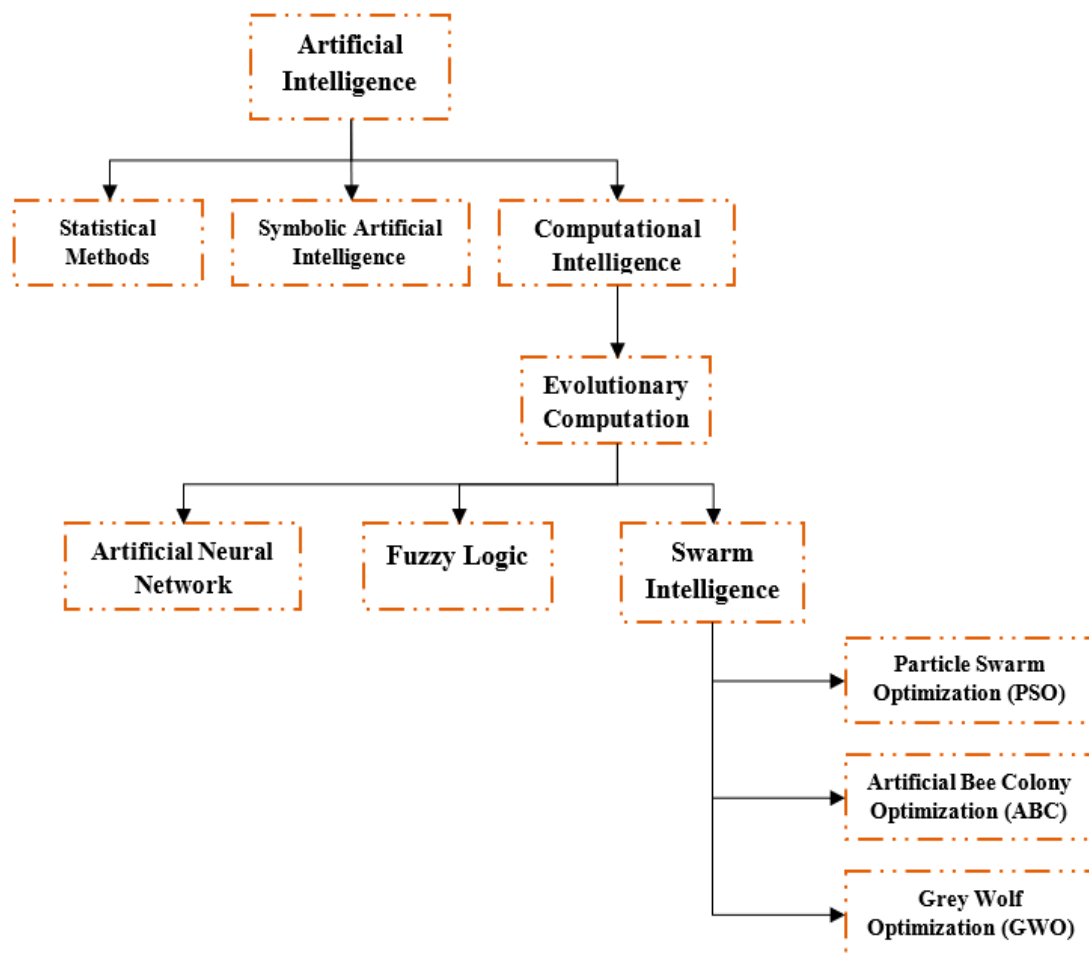 Artificial
Intelligence
Statistical
Methods
Symbolic Artificial
Intelligence
Computational
Intelligence
Evolutionary
Computation
Artificial Neural
Network
Fuzzy Logic
Swarm
Intelligence
Particle Swarm
Optimization (PSO)
Artificial Bee Colony
Optimization (ABC)
Grey Wolf
Optimization (GWO)